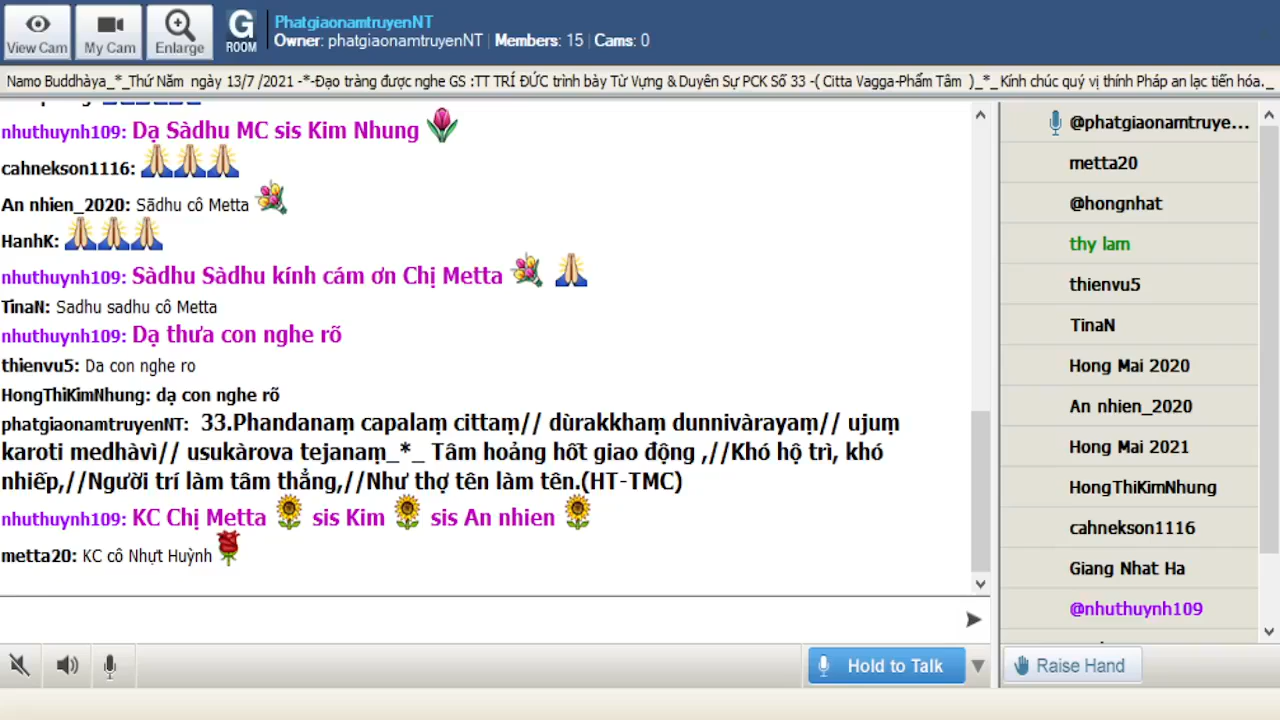 View Cam
My Cam
Enlarge
G
ROOM
PhatgiaonamtruyenNT
Owner: phatgiaonamtruyenNT | Members: 15 | Cams: 0
Namo Buddhàya_*_Thứ Năm ngày 13/7 /2021 -*-Đạo tràng được nghe GS :TT TRÍ ĐỨC trình bày Từ Vựng & Duyên Sự PCK Số 33 -( Citta Vagga-Phẩm Tâm )_*_Kính chúc quý vị thính Pháp an lạc tiến hóa._
nhuthuynh109: Dạ Sàdhu MC sis Kim Nhung
cahnekson1116:
An nhien_2020: Sādhu cô Metta
HanhK:
nhuthuynh109: Sàdhu Sàdhu kính cám ơn Chị Metta
TinaN: Sadhu sadhu cô Metta
nhuthuynh109: Dạ thưa con nghe rõ
thienvu5: Da con nghe ro
HongThiKimNhung: dạ con nghe rõ
phatgiaonamtruyenNT: 33.Phandanaṃ capalaṃ cittaṃ// dùrakkhaṃ dunnivàrayaṃ// ujuṃ
karoti medhàvì// usukàrova tejanaṃ_*_ Tâm hoảng hốt giao động ,//Khó hộ trì, khó
nhiếp,//Người trí làm tâm thẳng,//Như thợ tên làm tên.(HT-TMC)
nhuthuynh109: KC Chị Metta sis Kim sis An nhien
metta20: KC cô Nhựt Huỳnh
@phatgiaonamtruye...
metta20
@hongnhat
thy lam
thienvu5
TinaN
Hong Mai 2020
An nhien_2020
Hong Mai 2021
HongThiKimNhung
cahnekson1116
Giang Nhat Ha
@nhuthuynh109
Hold to Talk
Raise Hand